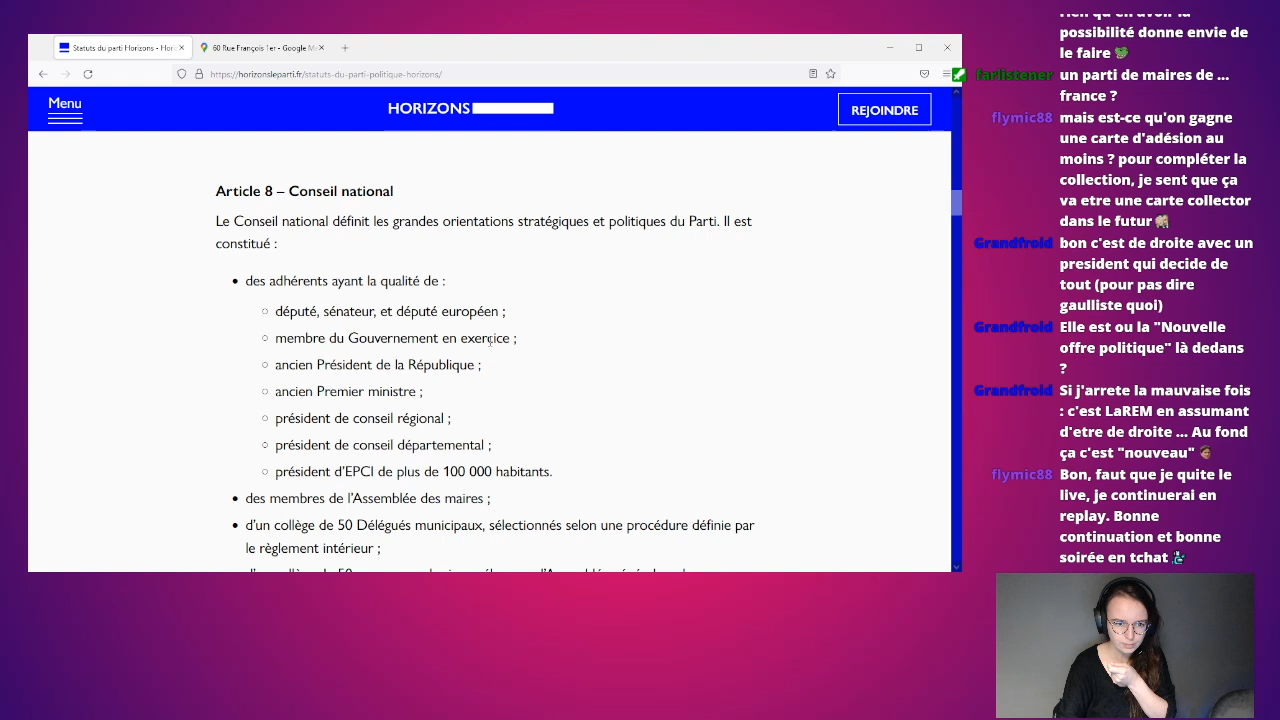 Statuts du parti Horizons - Hori
60 Rue François 1er - Google Ma
https://horizonsleparti.fr/statuts-du-parti-politique-horizons/
Menu
HORIZONS
REJOINDRE
Article 8 – Conseil national
Le Conseil national définit les grandes orientations stratégiques et politiques du Parti. Il est
constitué :
des adhérents ayant la qualité de :
député, sénateur, et député européen ;
membre du Gouvernement en exercice ;
ancien Président de la République ;
ancien Premier ministre ;
président de conseil régional ;
président de conseil départemental ;
président d'EPCI de plus de 100 000 habitants.
des membres de l'Assemblée des maires ;
d'un collège de 50 Délégués municipaux, sélectionnés selon une procédure définie par
le règlement intérieur ;
rien qu'en avoir la
possibilité donne envie de
le faire
farlistener un parti de maires de ...
france ?
flymic88 mais est-ce qu'on gagne
une carte d'adésion au
moins ? pour compléter la
collection, je sent que ça
va etre une carte collector
dans le futur
Grandfroid bon c'est de droite avec un
president qui decide de
tout (pour pas dire
gaulliste quoi)
Grandfroid Elle est ou la "Nouvelle
offre politique" là dedans
?
Grandfroid Si j'arrete la mauvaise fois
: c'est LaREM en assumant
d'etre de droite ... Au fond
ça c'est "nouveau"
flymic88 Bon, faut que je quite le
live, je continuerai en
replay. Bonne
continuation et bonne
soirée en tchat